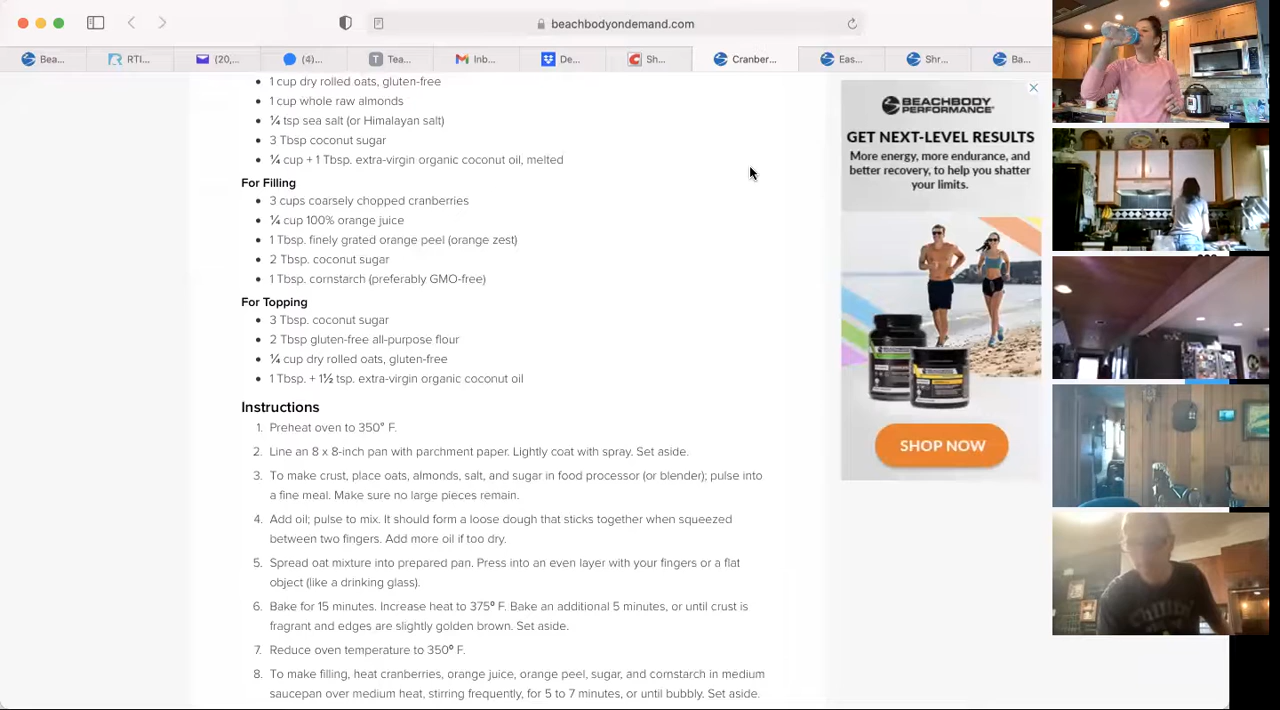 beachbodyondemand.com
Bea...
RTI...
(20,...
(4)...
Tea...
Inb...
De...
Sh...
Cranber...
Eas...
Shr...
Ba...
1 cup dry rolled oats, gluten-free
1 cup whole raw almonds
¼ tsp sea salt (or Himalayan salt)
3 Tbsp coconut sugar
¼ cup + 1 Tbsp. extra-virgin organic coconut oil, melted
For Filling
3 cups coarsely chopped cranberries
¼ cup 100% orange juice
1 Tbsp. finely grated orange peel (orange zest)
2 Tbsp. coconut sugar
1 Tbsp. cornstarch (preferably GMO-free)
For Topping
3 Tbsp. coconut sugar
2 Tbsp gluten-free all-purpose flour
¼ cup dry rolled oats, gluten-free
1 Tbsp. + 1½ tsp. extra-virgin organic coconut oil
Instructions
1. Preheat oven to 350° F.
2. Line an 8 x 8-inch pan with parchment paper. Lightly coat with spray. Set aside.
3. To make crust, place oats, almonds, salt, and sugar in food processor (or blender); pulse into
a fine meal. Make sure no large pieces remain.
4. Add oil; pulse to mix. It should form a loose dough that sticks together when squeezed
between two fingers. Add more oil if too dry.
5. Spread oat mixture into prepared pan. Press into an even layer with your fingers or a flat
object (like a drinking glass).
6. Bake for 15 minutes. Increase heat to 375º F. Bake an additional 5 minutes, or until crust is
fragrant and edges are slightly golden brown. Set aside.
7. Reduce oven temperature to 350º F.
8. To make filling, heat cranberries, orange juice, orange peel, sugar, and cornstarch in medium
saucepan over medium heat, stirring frequently, for 5 to 7 minutes, or until bubbly. Set aside.
BEACHBODY
PERFORMANCE
GET NEXT-LEVEL RESULTS
More energy, more endurance, and
better recovery, to help you shatter
your limits.
SHOP NOW
Chillin'